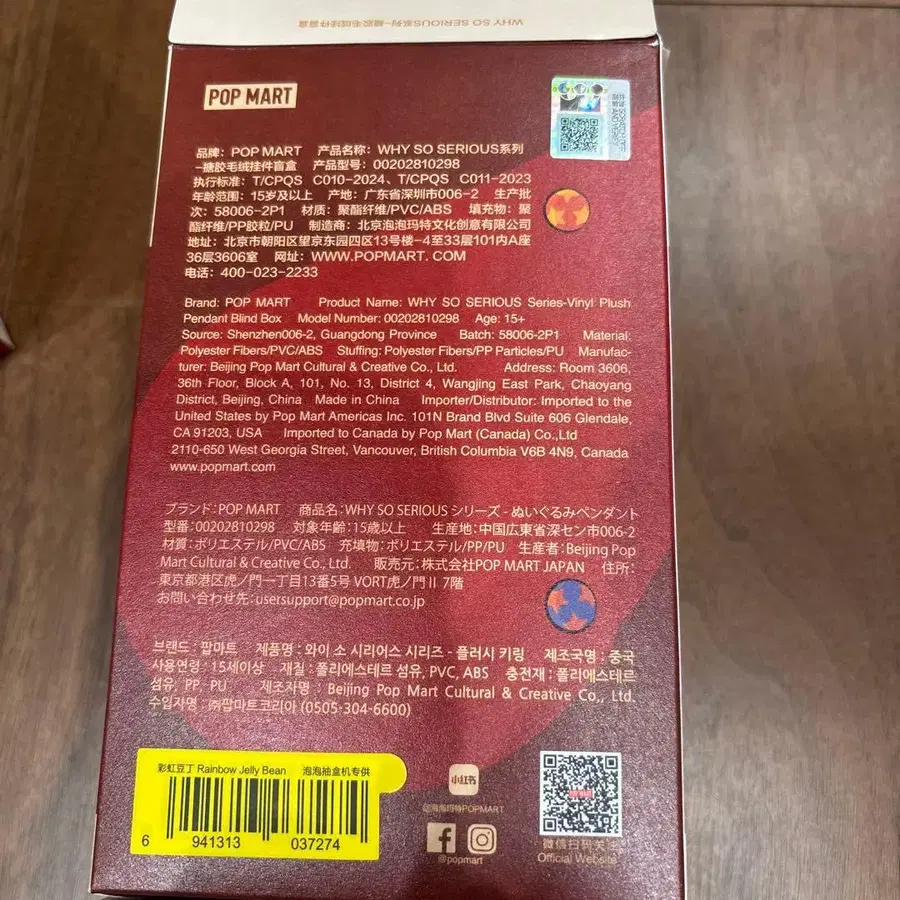 WHY SO SERIOUS系列-搪胶毛绒挂件盲盒
POP MART
品牌：POP MART 产品名称：WHY SO SERIOUS系列
-搪胶毛绒挂件盲盒 产品型号：00202810298
执行标准：T/CPQS C010-2024、T/CPQS C011-2023
年龄范围：15岁及以上 产地：广东省深圳市006-2 生产批
次：58006-2P1 材质：聚酯纤维/PVC/ABS 填充物：聚
酯纤维/PP胶粒/PU 制造商：北京泡泡玛特文化创意有限公司
地址：北京市朝阳区望京东园四区13号楼-4至33层101内A座
36层3606室 网址：WWW.POPMART.COM
电话：400-023-2233
Brand: POP MART Product Name: WHY SO SERIOUS Series-Vinyl Plush
Pendant Blind Box Model Number: 00202810298 Age: 15+
Source: Shenzhen006-2, Guangdong Province Batch: 58006-2P1 Material:
Polyester Fibers/PVC/ABS Stuffing: Polyester Fibers/PP Particles/PU Manufac-
turer: Beijing Pop Mart Cultural & Creative Co., Ltd. Address: Room 3606,
36th Floor, Block A, 101, No. 13, District 4, Wangjing East Park, Chaoyang
District, Beijing, China Made in China Importer/Distributor: Imported to the
United States by Pop Mart Americas Inc. 101N Brand Blvd Suite 606 Glendale,
CA 91203, USA Imported to Canada by Pop Mart (Canada) Co.,Ltd
2110-650 West Georgia Street, Vancouver, British Columbia V6B 4N9, Canada
www.popmart.com
ブランド：POP MART 商品名：WHY SO SERIOUS シリーズ - ぬいぐるみペンダント
型番：00202810298 対象年齢：15歳以上 生産地：中国広東省深セン市006-2
材質：ポリエステル/PVC/ABS 充填物：ポリエステル/PP/PU 生産者：Beijing Pop
Mart Cultural & Creative Co., Ltd. 販売元：株式会社POP MART JAPAN 住所：
東京都港区虎ノ門一丁目13番5号 VORT虎ノ門Ⅱ 7階
お問い合わせ先：usersupport@popmart.co.jp
브랜드 : 팝마트 제품명 : 와이 소 시리어스 시리즈 - 플러시 키링 제조국명 : 중국
사용연령 : 15세이상 재질 : 폴리에스테르 섬유, PVC, ABS 충전재 : 폴리에스테르
섬유, PP, PU 제조자명 : Beijing Pop Mart Cultural & Creative Co,, Ltd.
수입자명 : ㈜팝마트코리아 (0505-304-6600)
彩虹豆丁 Rainbow Jelly Bean 泡泡抽盒机专供
6 941313 037274
小红书
@泡泡玛特POPMART
@popmart
POP MART
微信扫码关注
Official Website